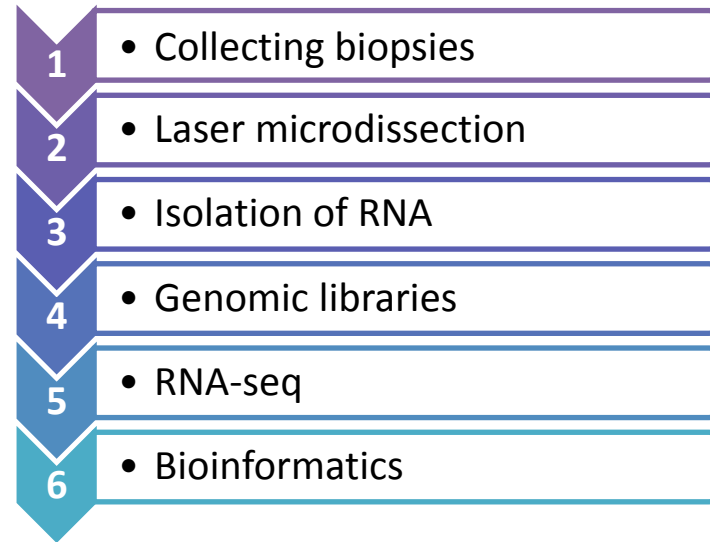 1 • Collecting biopsies
2 • Laser microdissection
3 • Isolation of RNA
4 • Genomic libraries
5 • RNA-seq
6 • Bioinformatics